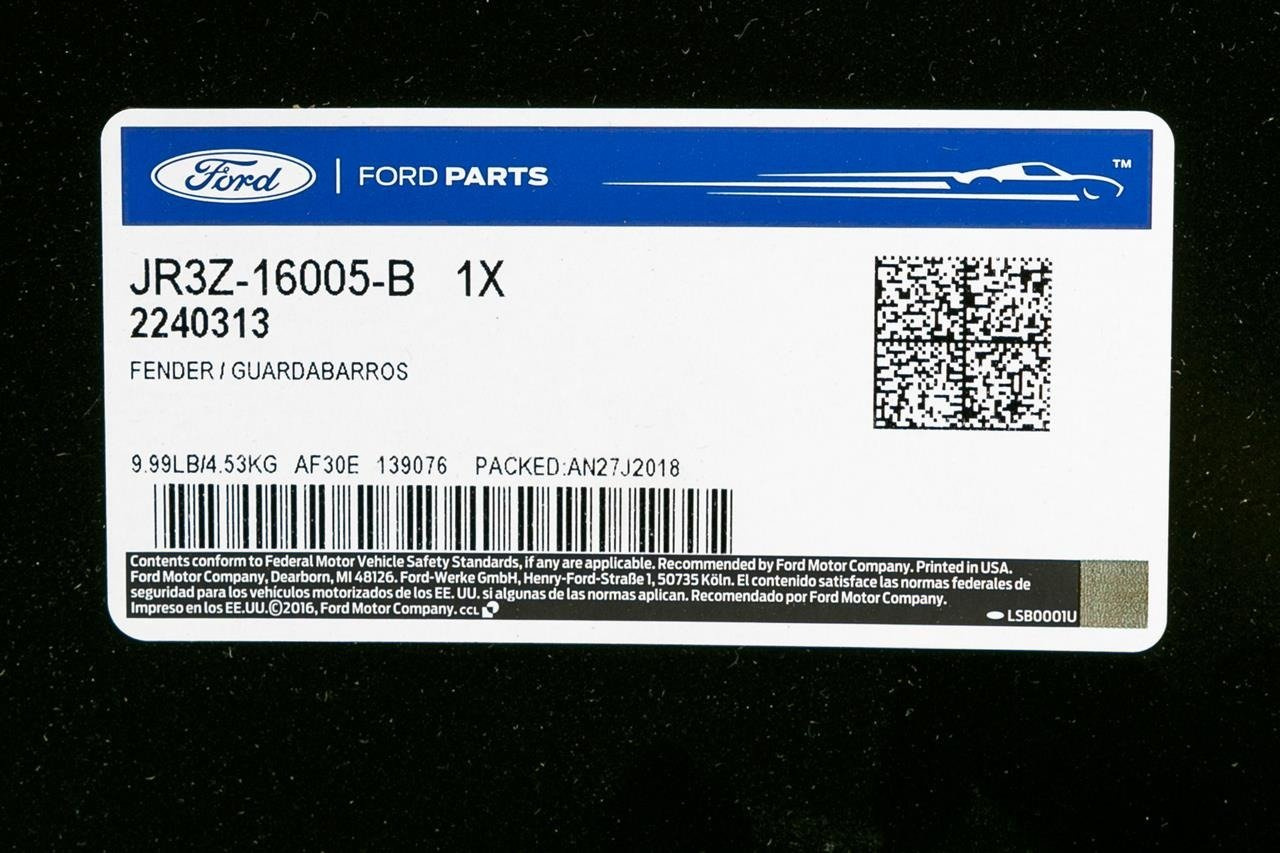 Ford | FORD PARTS TM
JR3Z-16005-B 1X
2240313
FENDER / GUARDABARROS
9.99LB/4.53KG AF30E 139076 PACKED:AN27J2018
Contents conform to Federal Motor Vehicle Safety Standards, if any are applicable. Recommended by Ford Motor Company. Printed in USA.
Ford Motor Company, Dearborn, MI 48126. Ford-Werke GmbH, Henry-Ford-Straße 1, 50735 Köln. El contenido satisface las normas federales de
seguridad para los vehículos motorizados de los EE. UU. si algunas de las normas aplican. Recomendado por Ford Motor Company.
Impreso en los EE.UU.©2016, Ford Motor Company. CCL
LSB0001U